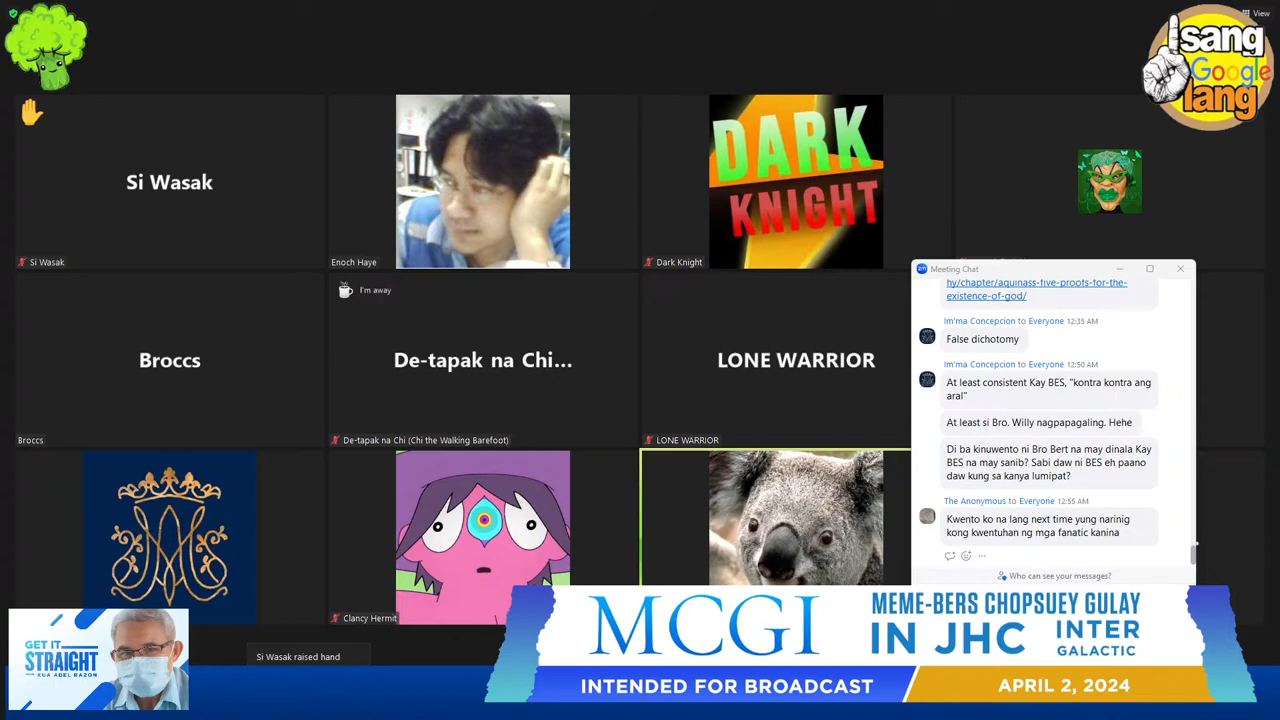 View
1sang
Google
lang
Si Wasak
Si Wasak
Enoch Haye
DARK
KNIGHT
Dark Knight
I'm away
Broccs
Broccs
De-tapak na Chi...
De-tapak na Chi (Chi the Walking Barefoot)
LONE WARRIOR
LONE WARRIOR
Clancy Hermit
Si Wasak raised hand
Meeting Chat
hy/chapter/aquinass-five-proofs-for-the-
existence-of-god/
Im'ma Concepcion to Everyone 12:35 AM
False dichotomy
Im'ma Concepcion to Everyone 12:50 AM
At least consistent Kay BES, "kontra kontra ang
aral"
At least si Bro. Willy nagpapagaling. Hehe
Di ba kinuwento ni Bro Bert na may dinala Kay
BES na may sanib? Sabi daw ni BES eh paano
daw kung sa kanya lumipat?
The Anonymous to Everyone 12:55 AM
Kwento ko na lang next time yung narinig
kong kwentuhan ng mga fanatic kanina
Who can see your messages?
GET IT
STRAIGHT
KUA ADEL RAZON
MCGI
MEME-BERS CHOPSUEY GULAY
IN JHC
INTER
GALACTIC
INTENDED FOR BROADCAST
APRIL 2, 2024